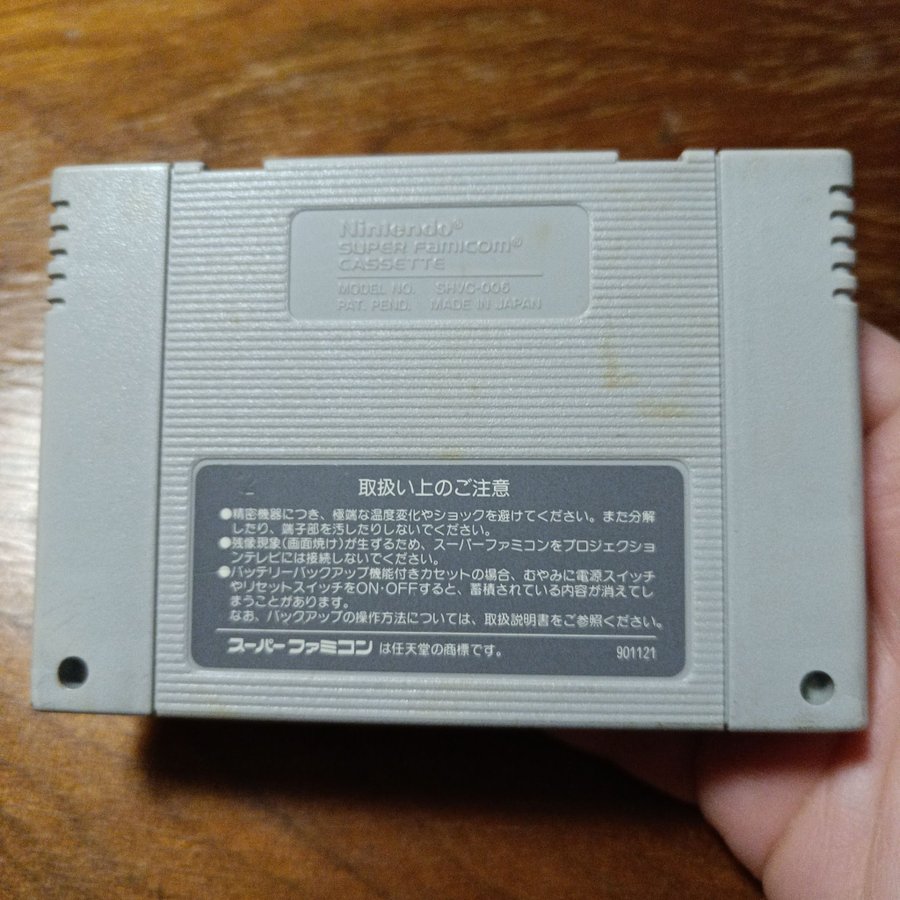 Nintendo®
SUPER FAMICOM®
CASSETTE
MODEL NO. SHVC-006
PAT. PEND. MADE IN JAPAN
取扱い上のご注意
●精密機器につき、極端な温度変化やショックを避けてください。また分解
したり、端子部を汚したりしないでください。
●残像現象(画面焼け)が生ずるため、スーパーファミコンをプロジェクショ
ンテレビには接続しないでください。
●バッテリーバックアップ機能付きカセットの場合、むやみに電源スイッチ
やリセットスイッチをON・OFFすると、蓄積されている内容が消えてし
まうことがあります。
なお、バックアップの操作方法については、取扱説明書をご参照ください。
スーパーファミコン は任天堂の商標です。 901121